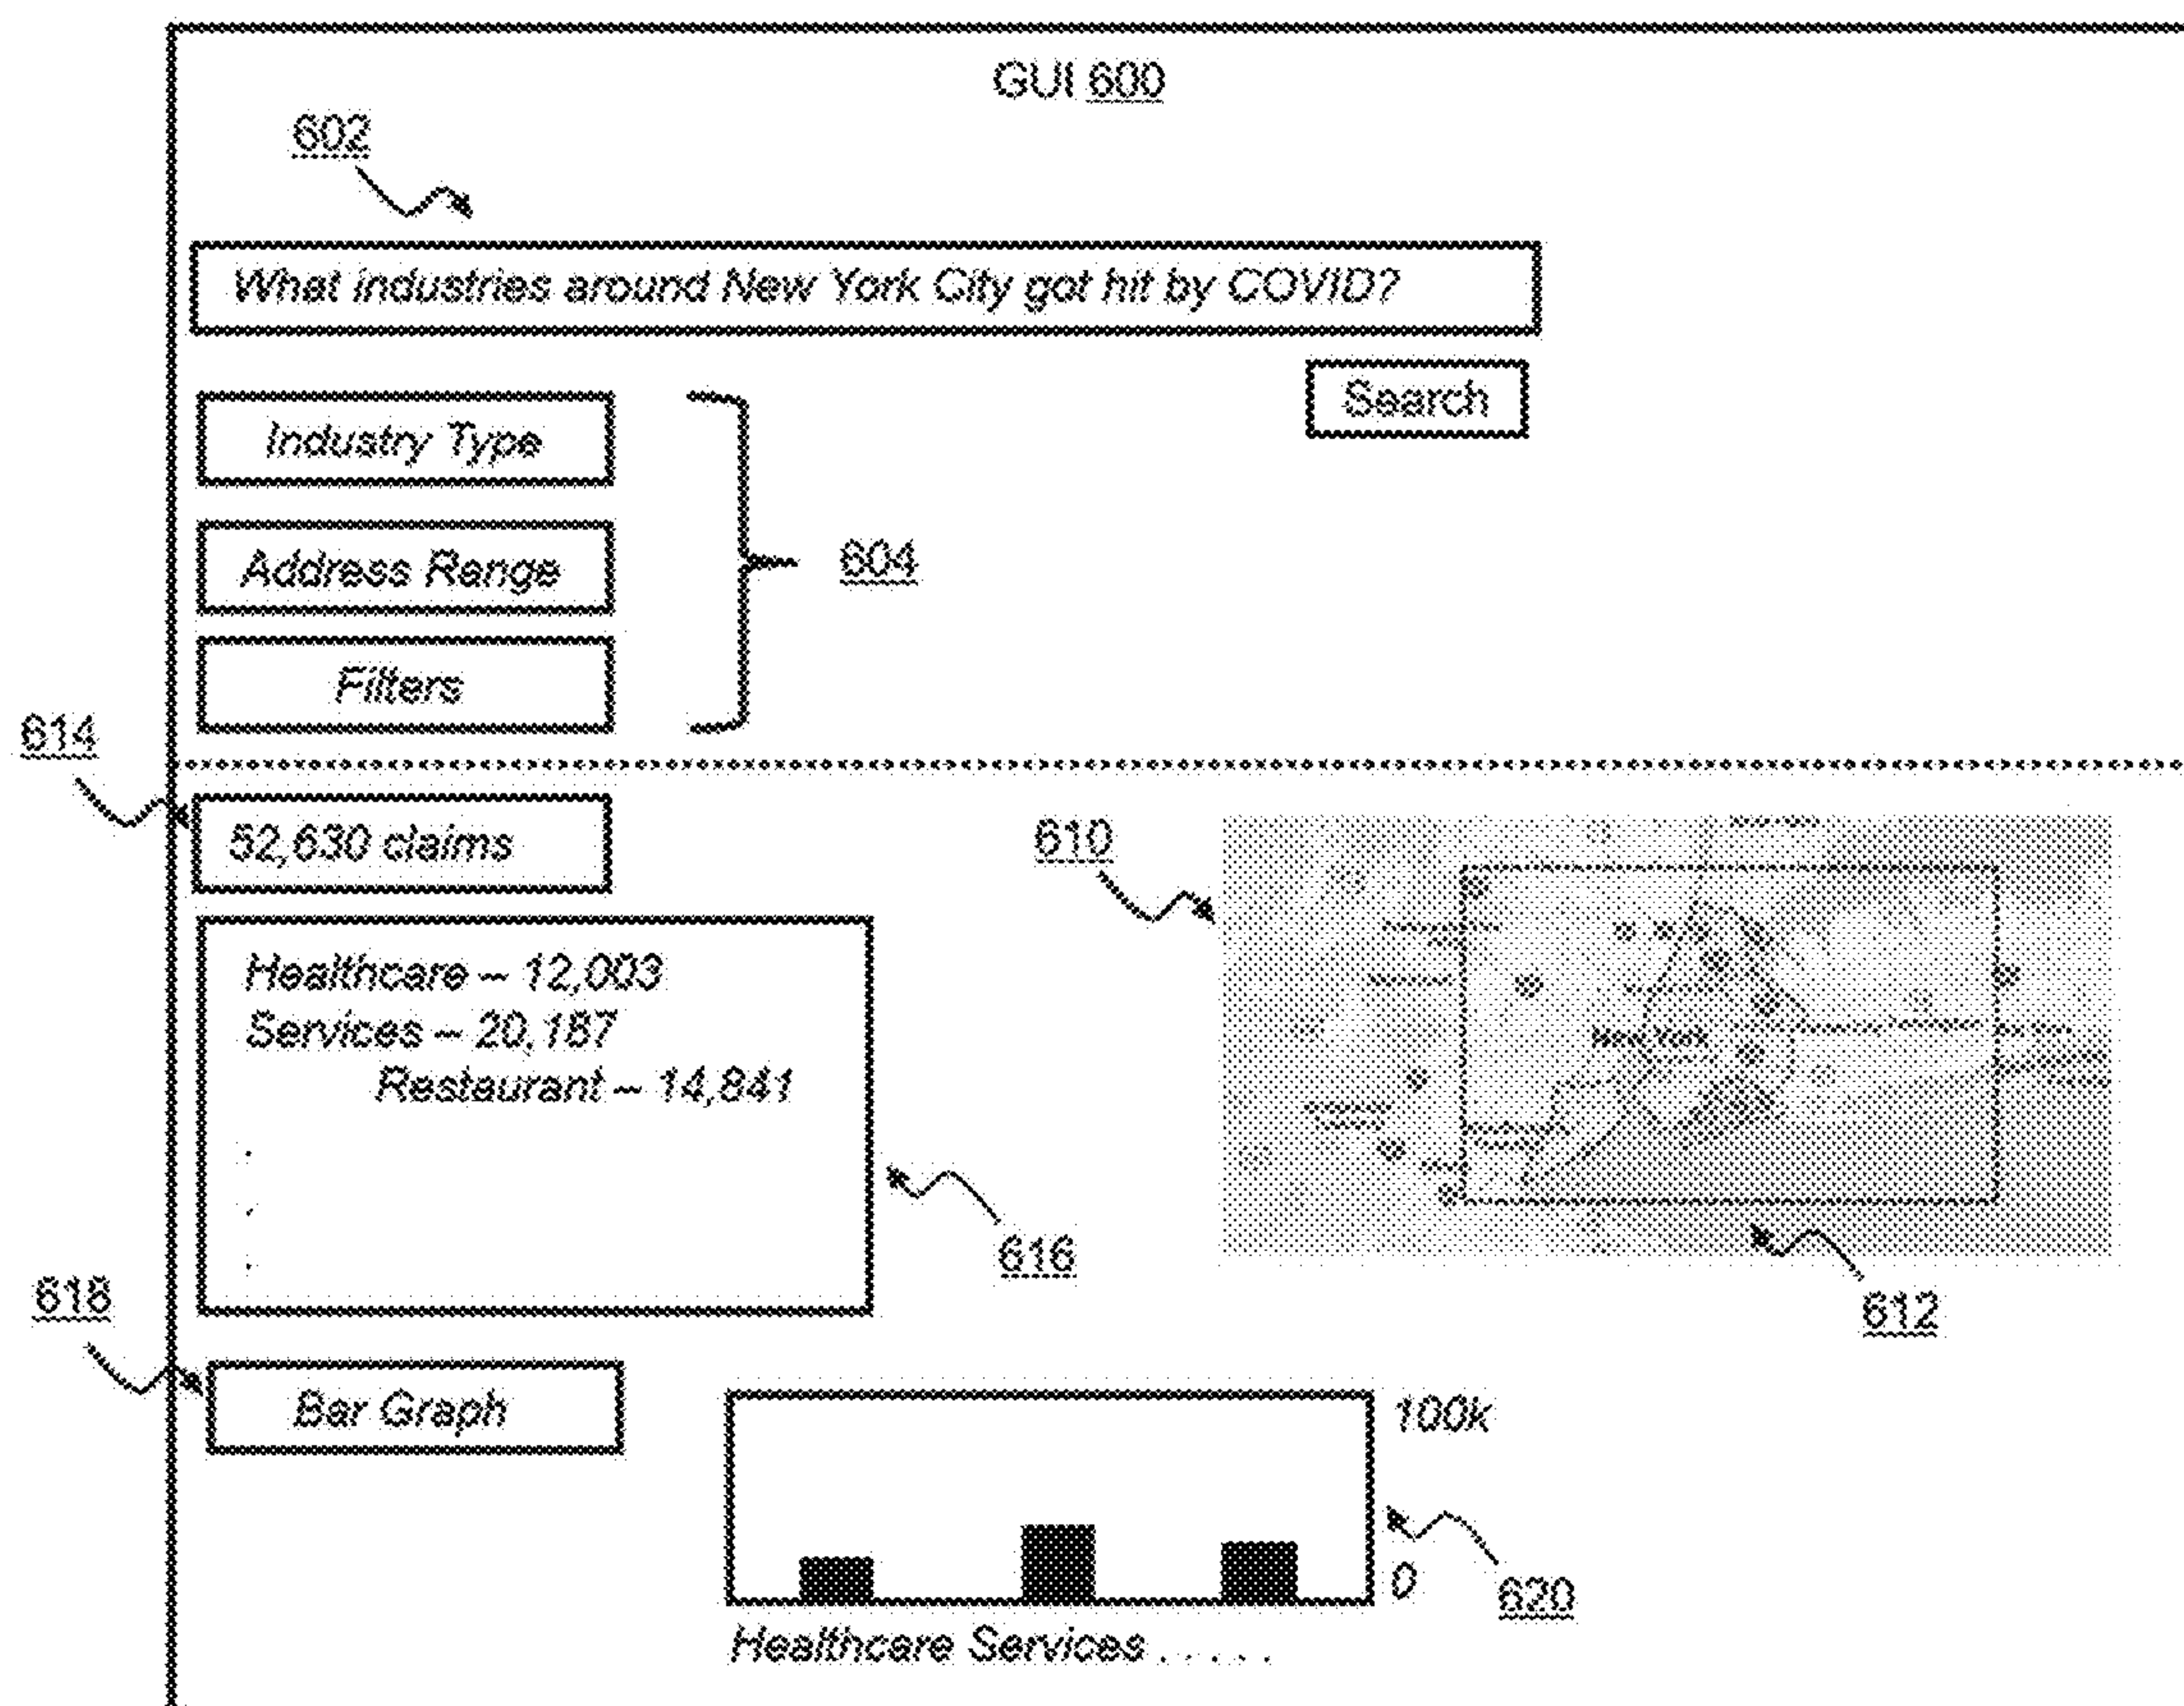 GUI 600
602
What industries around New York City got hit by COVID?
Search
Industry Type
Address Range
604
Filters
614
52,630 claims
610
Healthcare – 12,003
Services – 20,187
Restaurant – 14,841
New York
616
612
618
Bar Graph
100k
0
620
Healthcare Services . . . . .